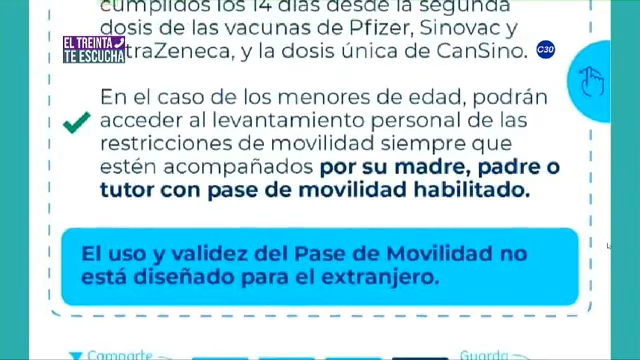 cumplidos los 14 días desde la segunda
EL TREINTA
TE ESCUCHA
dosis de las vacunas de Pfizer, Sinovac y
traZeneca, y la dosis única de CanSino.
C30
En el caso de los menores de edad, podrán
acceder al levantamiento personal de las
restricciones de movilidad siempre que
estén acompañados por su madre, padre o
tutor con pase de movilidad habilitado.
El uso y validez del Pase de Movilidad no
está diseñado para el extranjero.
Comparte
Guarda